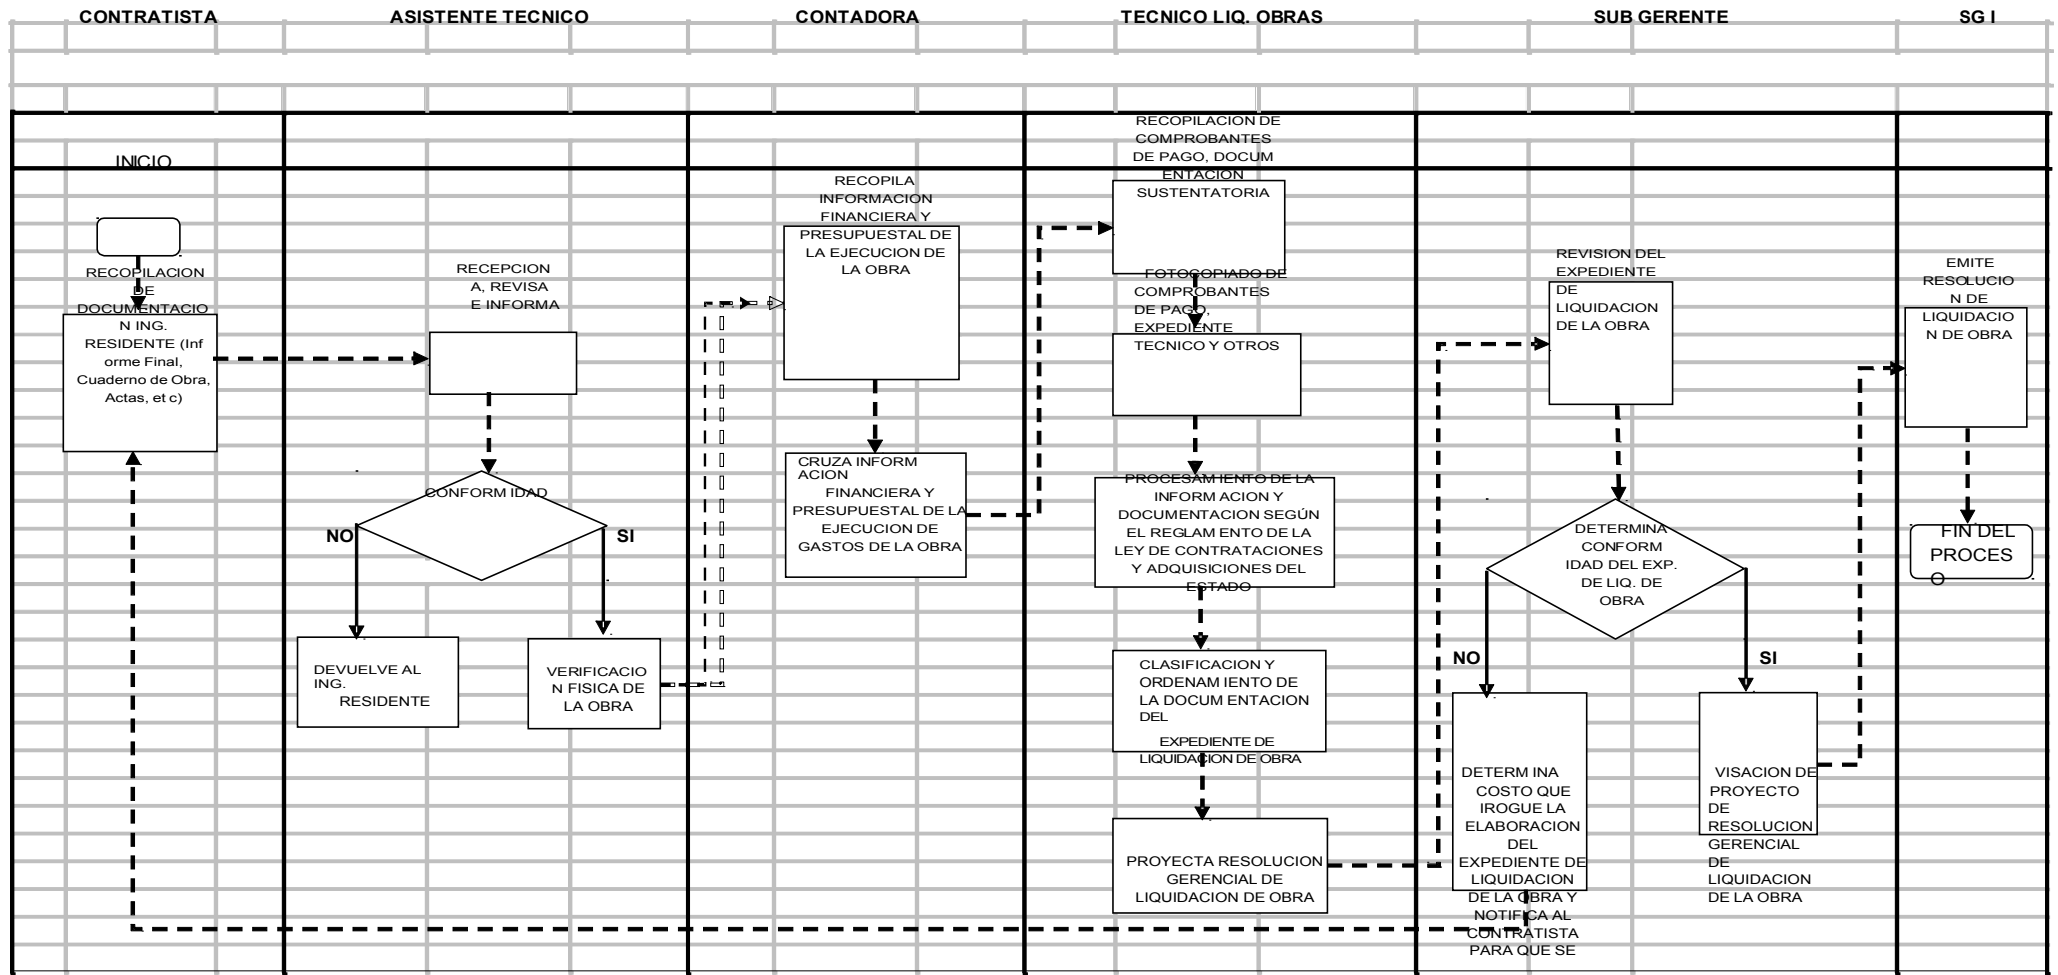 CONTRATISTA
ASISTENTE TECNICO
CONTADORA
TECNICO LIQ. OBRAS
SUB GERENTE
SG I
INICIO
RECOPILACION
DE
DOCUMENTACIO
N ING.
RESIDENTE (Inf
orme Final,
Cuaderno de Obra,
Actas, et c)
RECEPCION
A, REVISA
E INFORMA
CONFORM IDAD
NO
SI
DEVUELVE AL
ING.
RESIDENTE
VERIFICACIO
N FISICA DE
LA OBRA
RECOPILA
INFORMACION
FINANCIERA Y
PRESUPUESTAL DE
LA EJECUCION DE
LA OBRA
CRUZA INFORM
ACION
FINANCIERA Y
PRESUPUESTAL DE LA
EJECUCION DE
GASTOS DE LA OBRA
RECOPILACION DE
COMPROBANTES
DE PAGO, DOCUM
ENTACION
SUSTENTATORIA
FOTOCOPIADO DE
COMPROBANTES
DE PAGO,
EXPEDIENTE
TECNICO Y OTROS
PROCESAM IENTO DE LA
INFORM ACION Y
DOCUMENTACION SEGÚN
EL REGLAM ENTO DE LA
LEY DE CONTRATACIONES
Y ADQUISICIONES DEL
ESTADO
CLASIFICACION Y
ORDENAM IENTO DE
LA DOCUM ENTACION
DEL
EXPEDIENTE DE
LIQUIDACION DE OBRA
PROYECTA RESOLUCION
GERENCIAL DE
LIQUIDACION DE OBRA
REVISION DEL
EXPEDIENTE
DE
LIQUIDACION
DE LA OBRA
DETERMINA
CONFORM
IDAD DEL EXP.
DE LIQ. DE
OBRA
NO
SI
DETERM INA
COSTO QUE
IROGUE LA
ELABORACION
DEL
EXPEDIENTE DE
LIQUIDACION
DE LA OBRA Y
NOTIFICA AL
CONTRATISTA
PARA QUE SE
VISACION DE
PROYECTO
DE
RESOLUCION
GERENCIAL
DE
LIQUIDACION
DE LA OBRA
EMITE
RESOLUCIO
N DE
LIQUIDACIO
N DE OBRA
FIN DEL
PROCES
O